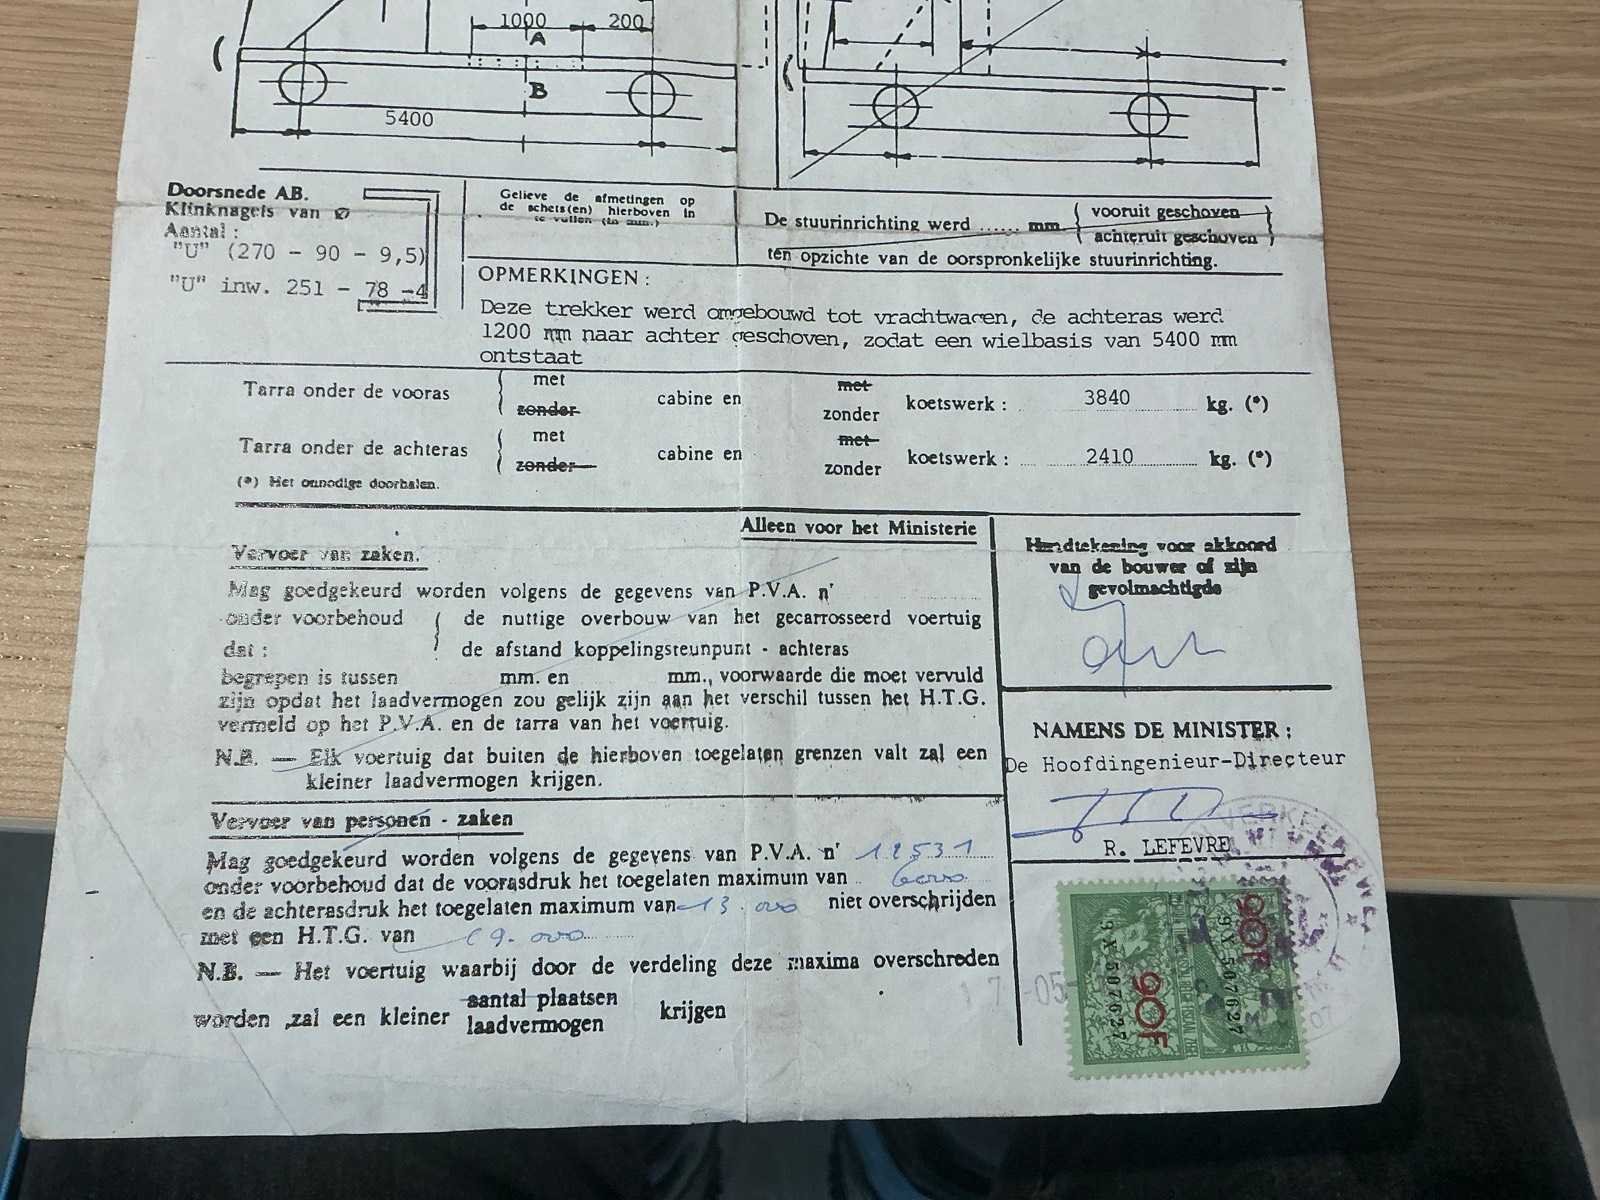 1000
200
A
B
5400
Doorsnede AB.
Klinknagels van
Aantal :
"U" (270 - 90 - 9,5)
"U" inw. 251 - 78 -4
Gelieve de afmetingen op
de schets(en) hierboven in
te vullen (in mm.)
De stuurinrichting werd ...... mm.
vooruit geschoven
achteruit geschoven
ten opzichte van de oorspronkelijke stuurinrichting.
OPMERKINGEN :
Deze trekker werd omgebouwd tot vrachtwagen, de achteras werd
1200 mm naar achter geschoven, zodat een wielbasis van 5400 mm
ontstaat
Tarra onder de vooras met zonder cabine en met zonder koetswerk : 3840 kg. (*)
Tarra onder de achteras met zonder cabine en met zonder koetswerk : 2410 kg. (*)
(*) Het onnodige doorhalen.
Alleen voor het Ministerie
Vervoer van zaken.
Mag goedgekeurd worden volgens de gegevens van P.V.A. n'
onder voorbehoud de nuttige overbouw van het gecarrosseerd voertuig
dat : de afstand koppelingsteunpunt - achteras
begrepen is tussen mm. en mm., voorwaarde die moet vervuld
zijn opdat het laadvermogen zou gelijk zijn aan het verschil tussen het H.T.G.
vermeld op het P.V.A. en de tarra van het voertuig.
N.B. — Elk voertuig dat buiten de hierboven toegelaten grenzen valt zal een
kleiner laadvermogen krijgen.
Vervoer van personen - zaken
Mag goedgekeurd worden volgens de gegevens van P.V.A. n' 12531
onder voorbehoud dat de voorasdruk het toegelaten maximum van 6000
en de achterasdruk het toegelaten maximum van 13.000 niet overschrijden
met een H.T.G. van 19.000
N.B. — Het voertuig waarbij door de verdeling deze maxima overschreden
worden ,zal een kleiner aantal plaatsen laadvermogen krijgen
Handtekening voor akkoord
van de bouwer of zijn
gevolmachtigde
NAMENS DE MINISTER :
De Hoofdingenieur-Directeur
R. LEFEVRE
90F
9X 507627
90F
9X 507627